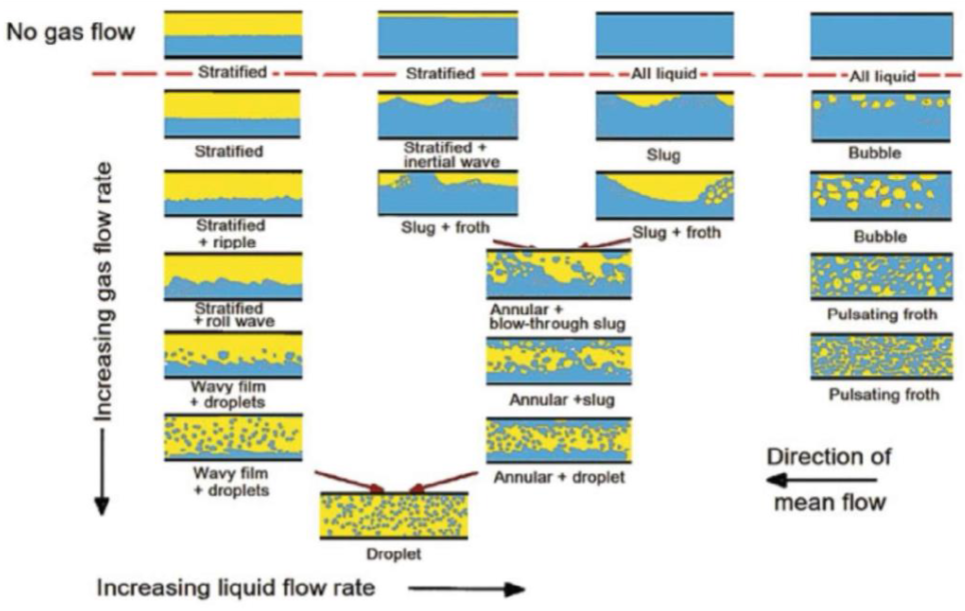 No gas flow
Stratified
Stratified
All liquid
All liquid
Stratified
Stratified +
inertial wave
Slug
Bubble
Stratified
+ ripple
Slug + froth
Slug + froth
Bubble
Stratified
+ roll wave
Annular +
blow-through slug
Pulsating froth
Wavy film
+ droplets
Annular +slug
Pulsating froth
Wavy film
+ droplets
Annular + droplet
Droplet
Increasing gas flow rate
Direction of
mean flow
Increasing liquid flow rate